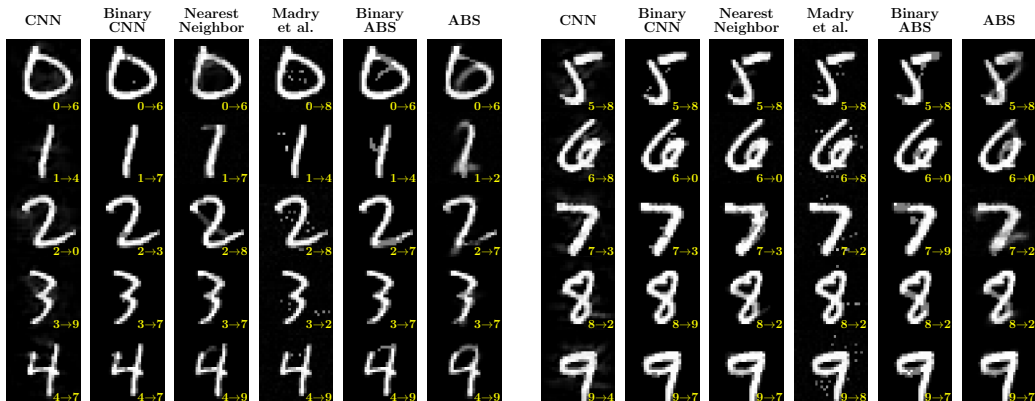 CNN Binary CNN Nearest Neighbor Madry et al. Binary ABS ABS CNN Binary CNN Nearest Neighbor Madry et al. Binary ABS ABS
0→6 0→6 0→6 0→8 0→6 0→6 5→8 5→8 5→8 5→8 5→8 5→8
1→4 1→7 1→7 1→4 1→4 1→2 6→8 6→0 6→0 6→8 6→0 6→0
2→0 2→3 2→8 2→8 2→7 2→7 7→3 7→3 7→3 7→2 7→9 7→2
3→9 3→7 3→7 3→2 3→7 3→7 8→2 8→9 8→2 8→2 8→2 8→2
4→7 4→7 4→9 4→9 4→9 4→9 9→4 9→7 9→7 9→8 9→7